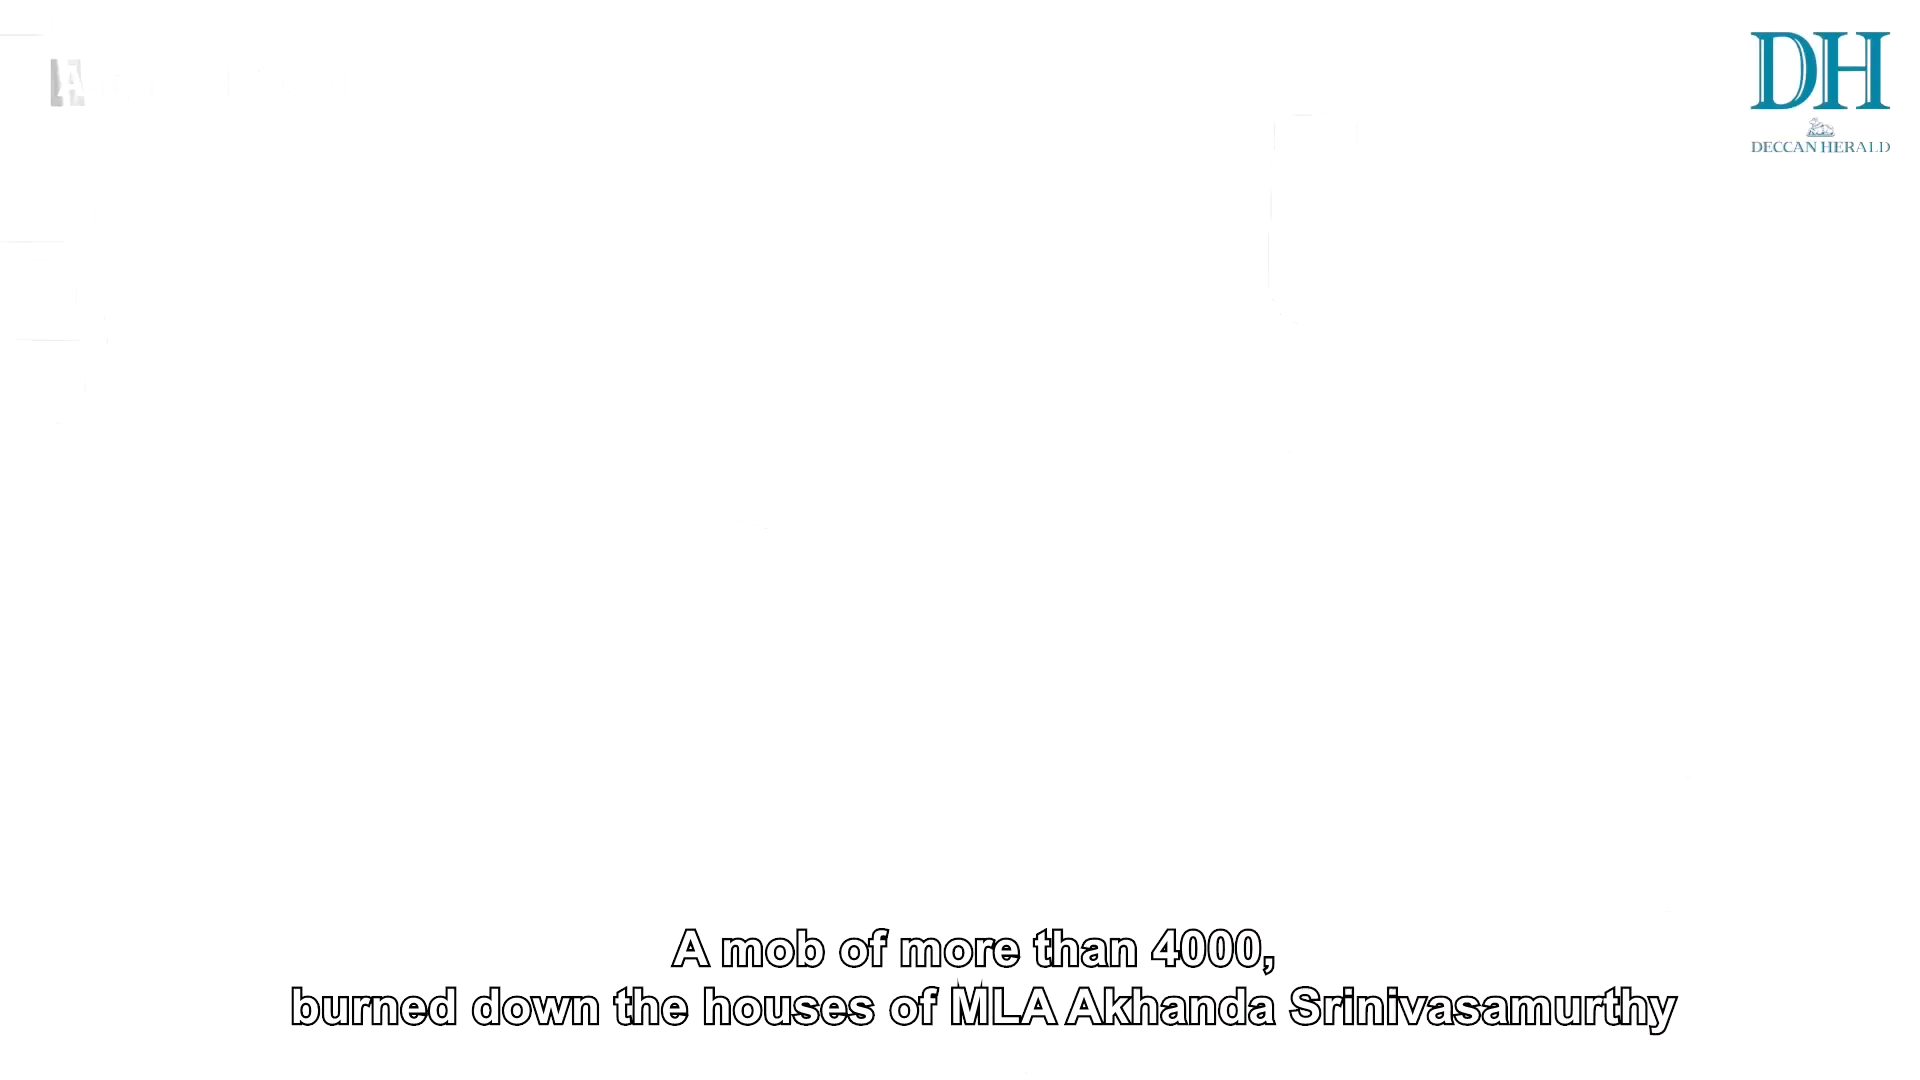 A
DH
DECCAN HERALD
A mob of more than 4000,
burned down the houses of MLA Akhanda Srinivasamurthy